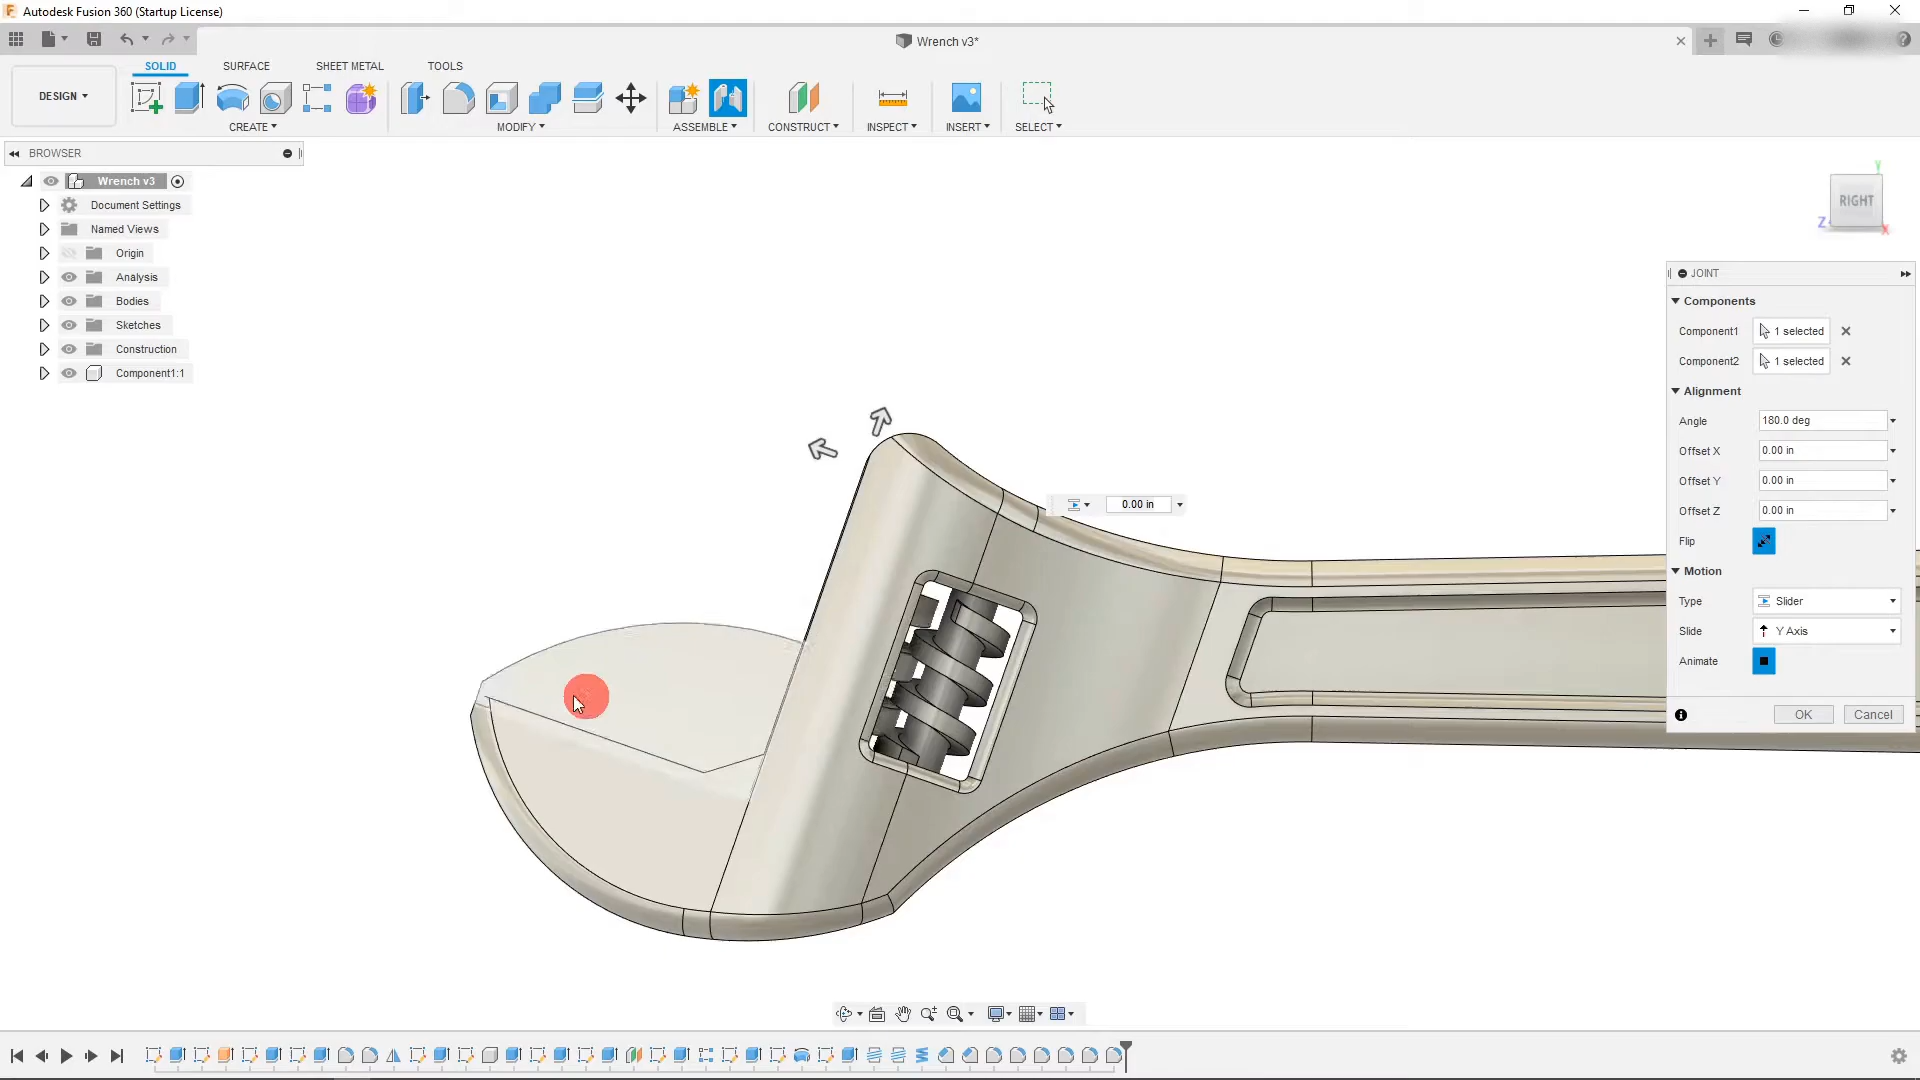 Autodesk Fusion 360 (Startup License)
Wrench v3*
DESIGN
SOLID SURFACE SHEET METAL TOOLS
CREATE MODIFY ASSEMBLE CONSTRUCT INSPECT INSERT SELECT
BROWSER
Wrench v3
Document Settings
Named Views
Origin
Analysis
Bodies
Sketches
Construction
Component1:1
Y
RIGHT
Z
X
0.00 in
JOINT
Components
Component1 1 selected
Component2 1 selected
Alignment
Angle 180.0 deg
Offset X 0.00 in
Offset Y 0.00 in
Offset Z 0.00 in
Flip
Motion
Type Slider
Slide Y Axis
Animate
OK Cancel